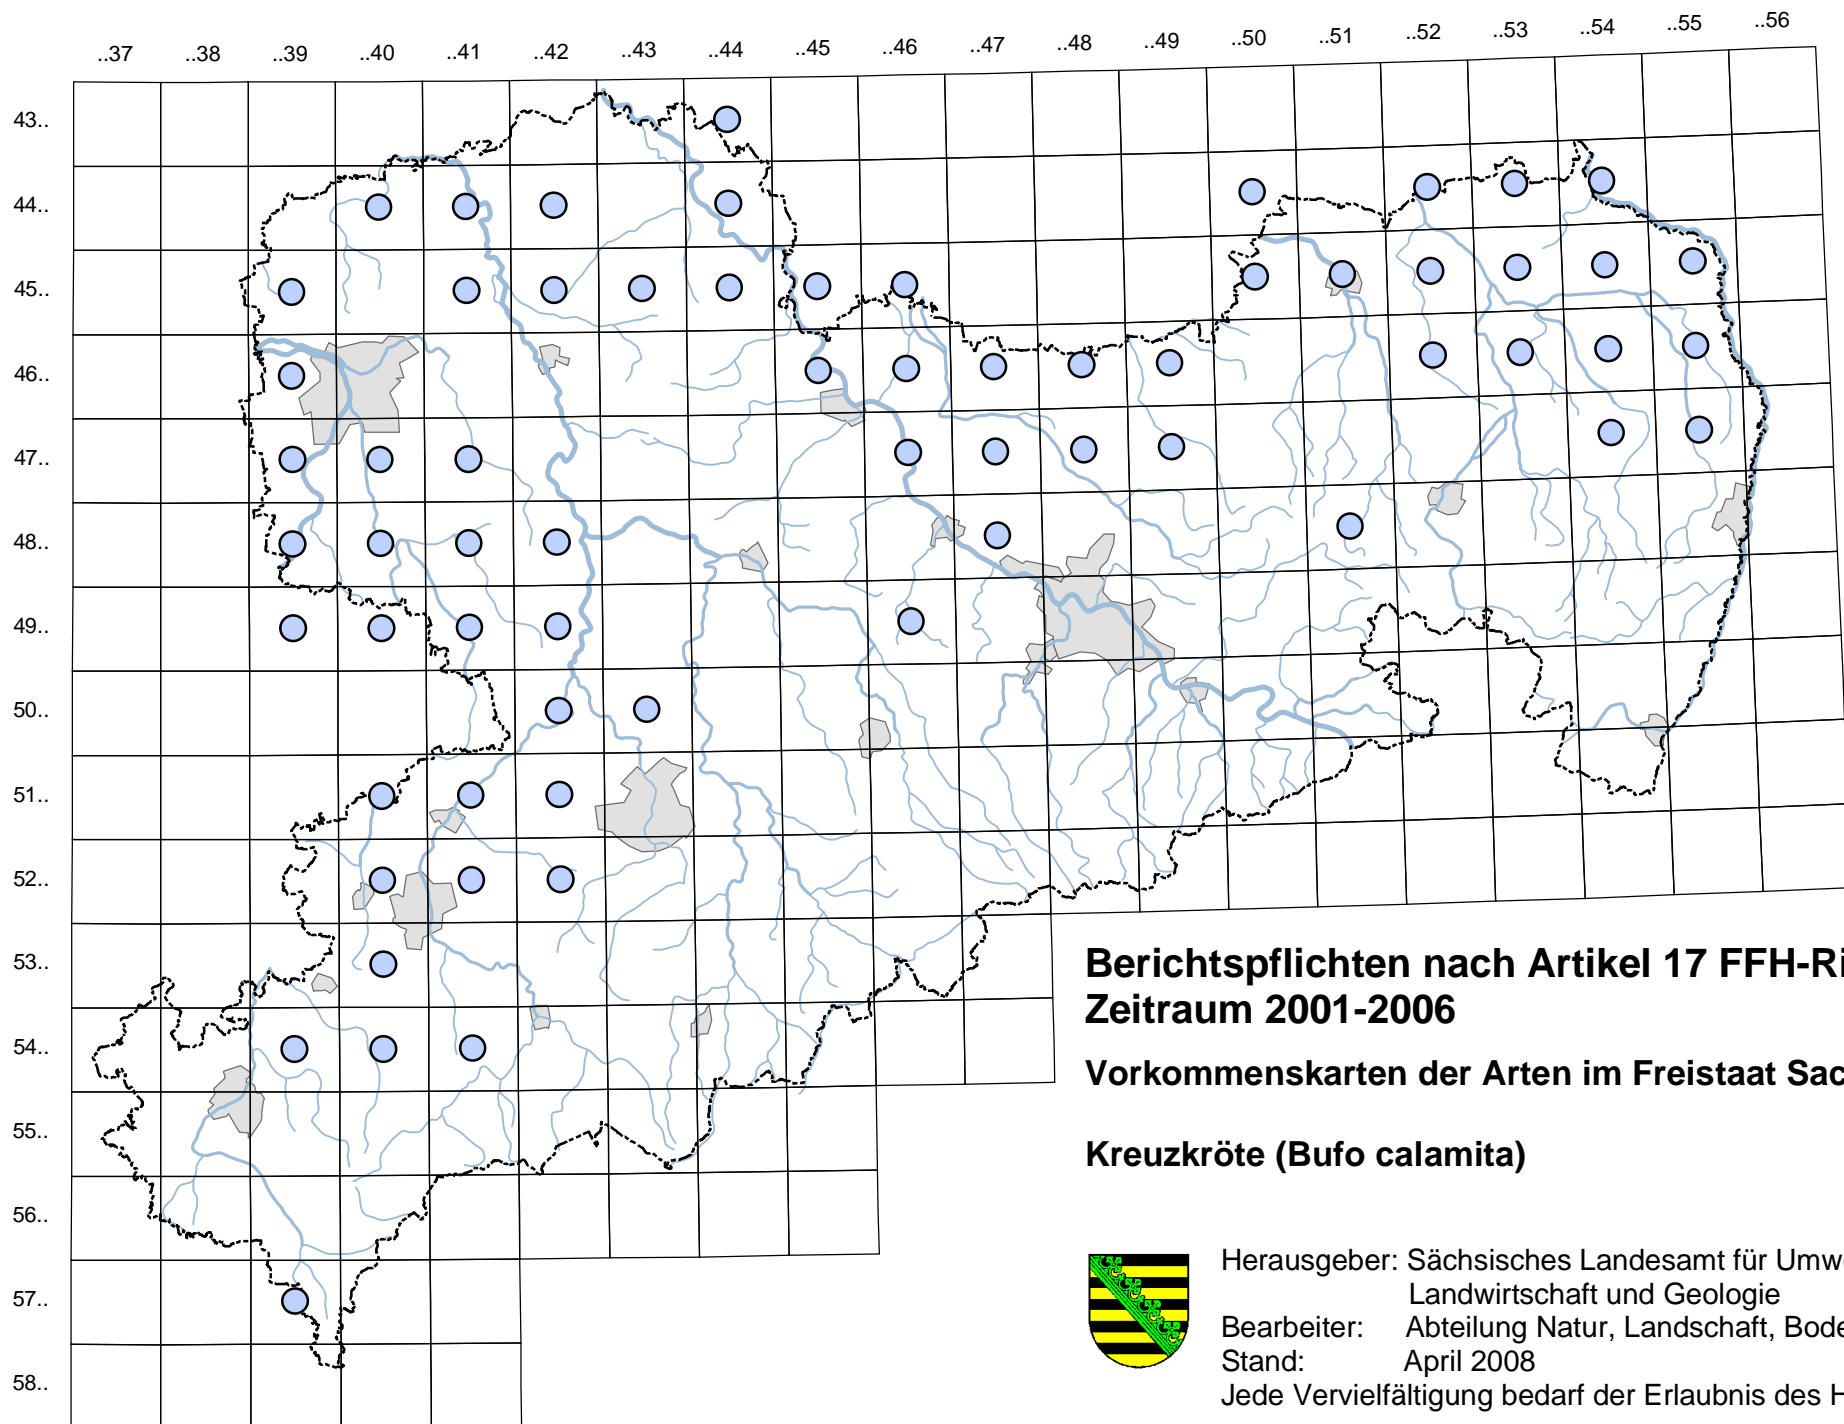 ..37 ..38 ..39 ..40 ..41 ..42 ..43 ..44 ..45 ..46 ..47 ..48 ..49 ..50 ..51 ..52 ..53 ..54 ..55 ..56
43..
44..
45..
46..
47..
48..
49..
50..
51..
52..
53..
54..
55..
56..
57..
58..
Berichtspflichten nach Artikel 17 FFH-Ri
Zeitraum 2001-2006
Vorkommenskarten der Arten im Freistaat Sac
Kreuzkröte (Bufo calamita)
Herausgeber: Sächsisches Landesamt für Umwe
Landwirtschaft und Geologie
Bearbeiter: Abteilung Natur, Landschaft, Bode
Stand: April 2008
Jede Vervielfältigung bedarf der Erlaubnis des H